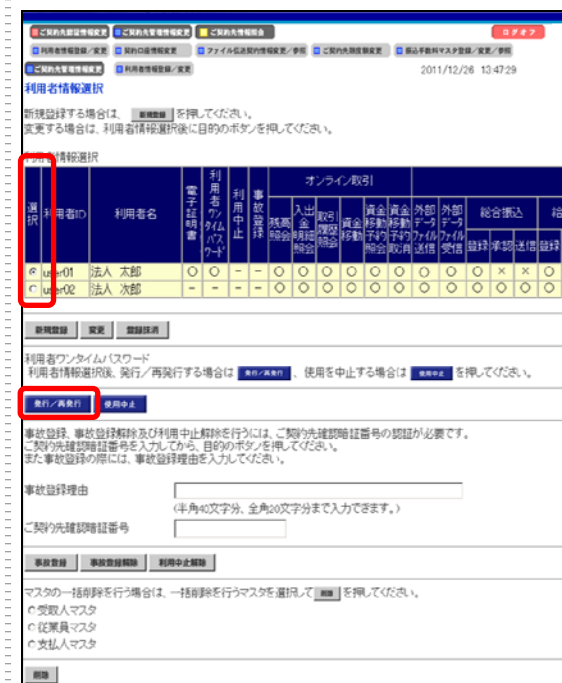 ご契約先認証情報変更 ご契約先管理情報変更 ご契約先情報照会 ログオフ
利用者情報登録／変更 契約口座情報変更 ファイル伝送契約情報変更／参照 ご契約先限度額変更 振込手数料マスタ登録／変更／参照
ご契約先管理情報変更 利用者情報登録／変更 2011/12/26 13:47:29
利用者情報選択
新規登録する場合は、 新規登録 を押してください。
変更する場合は、利用者情報選択後に目的のボタンを押してください。
利用者情報選択
選択 利用者ID 利用者名 電子証明書 利用者ワンタイムパスワード 利用中止 事故登録 オンライン取引
残高照会 入出金明細照会 取引履歴照会 資金移動 資金移動予約照会 資金移動予約取消 外部データファイル送信 外部データファイル受信 総合振込 給
登録 承認 送信 登録
user01 法人 太郎 ○ ○ － － ○ ○ ○ ○ ○ ○ ○ ○ ○ × × ○
user02 法人 次郎 － － － － ○ ○ ○ ○ ○ ○ ○ ○ ○ ○ ○ ○
新規登録 変更 登録抹消
利用者ワンタイムパスワード
利用者情報選択後、発行／再発行する場合は 発行／再発行 、使用を中止する場合は 使用中止 を押してください。
発行／再発行 使用中止
事故登録、事故登録解除及び利用中止解除を行うには、ご契約先確認暗証番号の認証が必要です。
ご契約先確認暗証番号を入力してから、目的のボタンを押してください。
また事故登録の際には、事故登録理由を入力してください。
事故登録理由
(半角40文字分、全角20文字分まで入力できます。)
ご契約先確認暗証番号
事故登録 事故登録解除 利用中止解除
マスタの一括削除を行う場合は、一括削除を行うマスタを選択して 削除 を押してください。
受取人マスタ
従業員マスタ
支払人マスタ
削除